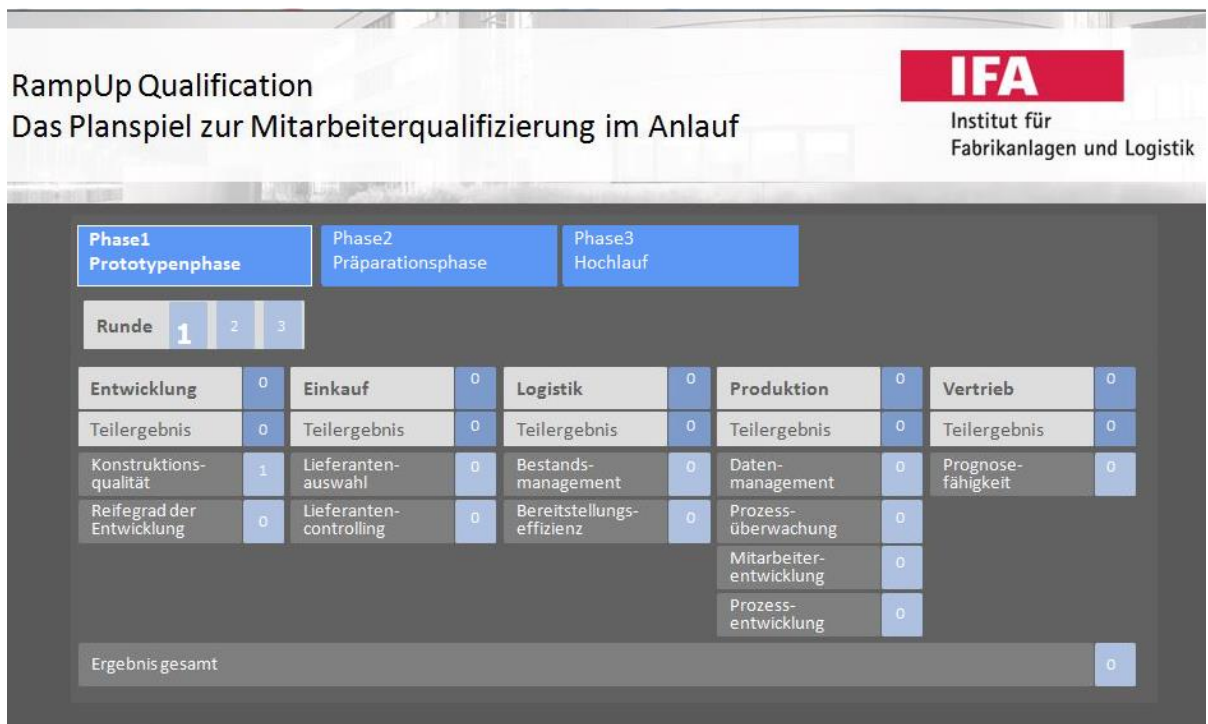 RampUp Qualification
Das Planspiel zur Mitarbeiterqualifizierung im Anlauf
IFA
Institut für
Fabrikanlagen und Logistik
Phase1
Prototypenphase
Phase2
Präparationsphase
Phase3
Hochlauf
Runde 1 2 3
Entwicklung 0 Einkauf 0 Logistik 0 Produktion 0 Vertrieb 0
Teilergebnis 0 Teilergebnis 0 Teilergebnis 0 Teilergebnis 0 Teilergebnis 0
Konstruktions-
qualität 1
Lieferanten-
auswahl 0
Bestands-
management 0
Daten-
management 0
Prognose-
fähigkeit 0
Reifegrad der
Entwicklung 0
Lieferanten-
controlling 0
Bereitstellungs-
effizienz 0
Prozess-
überwachung 0
Mitarbeiter-
entwicklung 0
Prozess-
entwicklung 0
Ergebnis gesamt 0